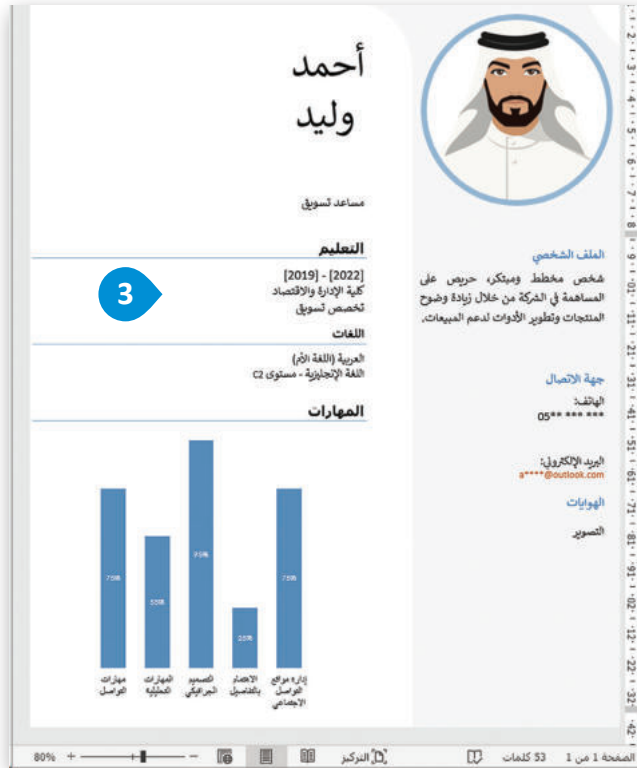 أحمد
وليد
مساعد تسويق
التعليم
[2019] - [2022]
كلية الإدارة والاقتصاد
تخصص تسويق
3
اللغات
العربية (اللغة الأم)
اللغة الإنجليزية - مستوى C2
المهارات
75%
55%
25%
75%
إدارة مواقع التواصل الاجتماعي
الاهتمام بالتفاصيل
التصميم الجرافيكي
المهارات التحليلية
مهارات التواصل
الملف الشخصي
شخص مخطط ومبتكر، حريص على
المساهمة في الشركة من خلال زيادة وضوح
المنتجات وتطوير الأدوات لدعم المبيعات.
جهة الاتصال
الهاتف:
05** *** ***
البريد الإلكتروني:
a****@outlook.com
الهوايات
التصوير
الصفحة 1 من 1 53 كلمات التركيز 80%